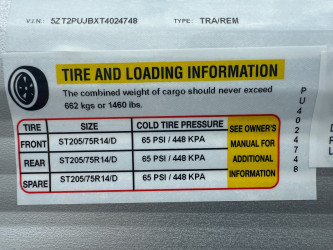 V.I.N.: 5ZT2PUJBXT4024748 TYPE: TRA/REM
TIRE AND LOADING INFORMATION
The combined weight of cargo should never exceed
662 kgs or 1460 lbs.
TIRE SIZE COLD TIRE PRESSURE
FRONT ST205/75R14/D 65 PSI / 448 KPA
REAR ST205/75R14/D 65 PSI / 448 KPA
SPARE ST205/75R14/D 65 PSI / 448 KPA
SEE OWNER'S
MANUAL FOR
ADDITIONAL
INFORMATION
PU4024748